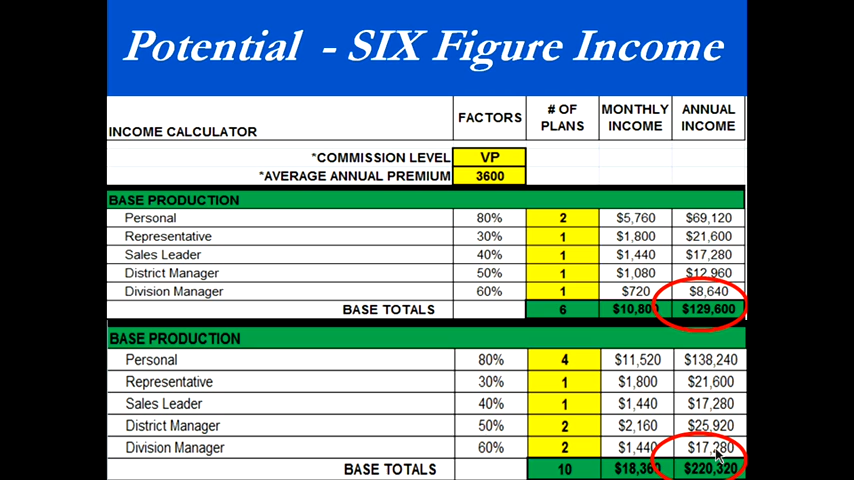 Potential - SIX Figure Income
INCOME CALCULATOR FACTORS # OF PLANS MONTHLY INCOME ANNUAL INCOME
*COMMISSION LEVEL VP
*AVERAGE ANNUAL PREMIUM 3600
BASE PRODUCTION
Personal 80% 2 $5,760 $69,120
Representative 30% 1 $1,800 $21,600
Sales Leader 40% 1 $1,440 $17,280
District Manager 50% 1 $1,080 $12,960
Division Manager 60% 1 $720 $8,640
BASE TOTALS 6 $10,800 $129,600
BASE PRODUCTION
Personal 80% 4 $11,520 $138,240
Representative 30% 1 $1,800 $21,600
Sales Leader 40% 1 $1,440 $17,280
District Manager 50% 2 $2,160 $25,920
Division Manager 60% 2 $1,440 $17,280
BASE TOTALS 10 $18,360 $220,320